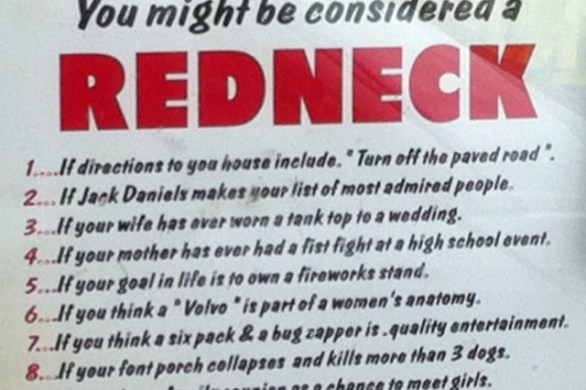 You might be considered a
REDNECK
1....If directions to you house include. "Turn off the paved road".
2... If Jack Daniels makes your list of most admired people.
3...If your wife has ever worn a tank top to a wedding.
4...If your mother has ever had a fist fight at a high school event.
5...If your goal in life is to own a fireworks stand.
6...If you think a "Volvo" is part of a women's anatomy.
7...If you think a six pack & a bug zapper is .quality entertainment.
8...If your font porch collapses and kills more than 3 dogs.
as a chance to meet girls.